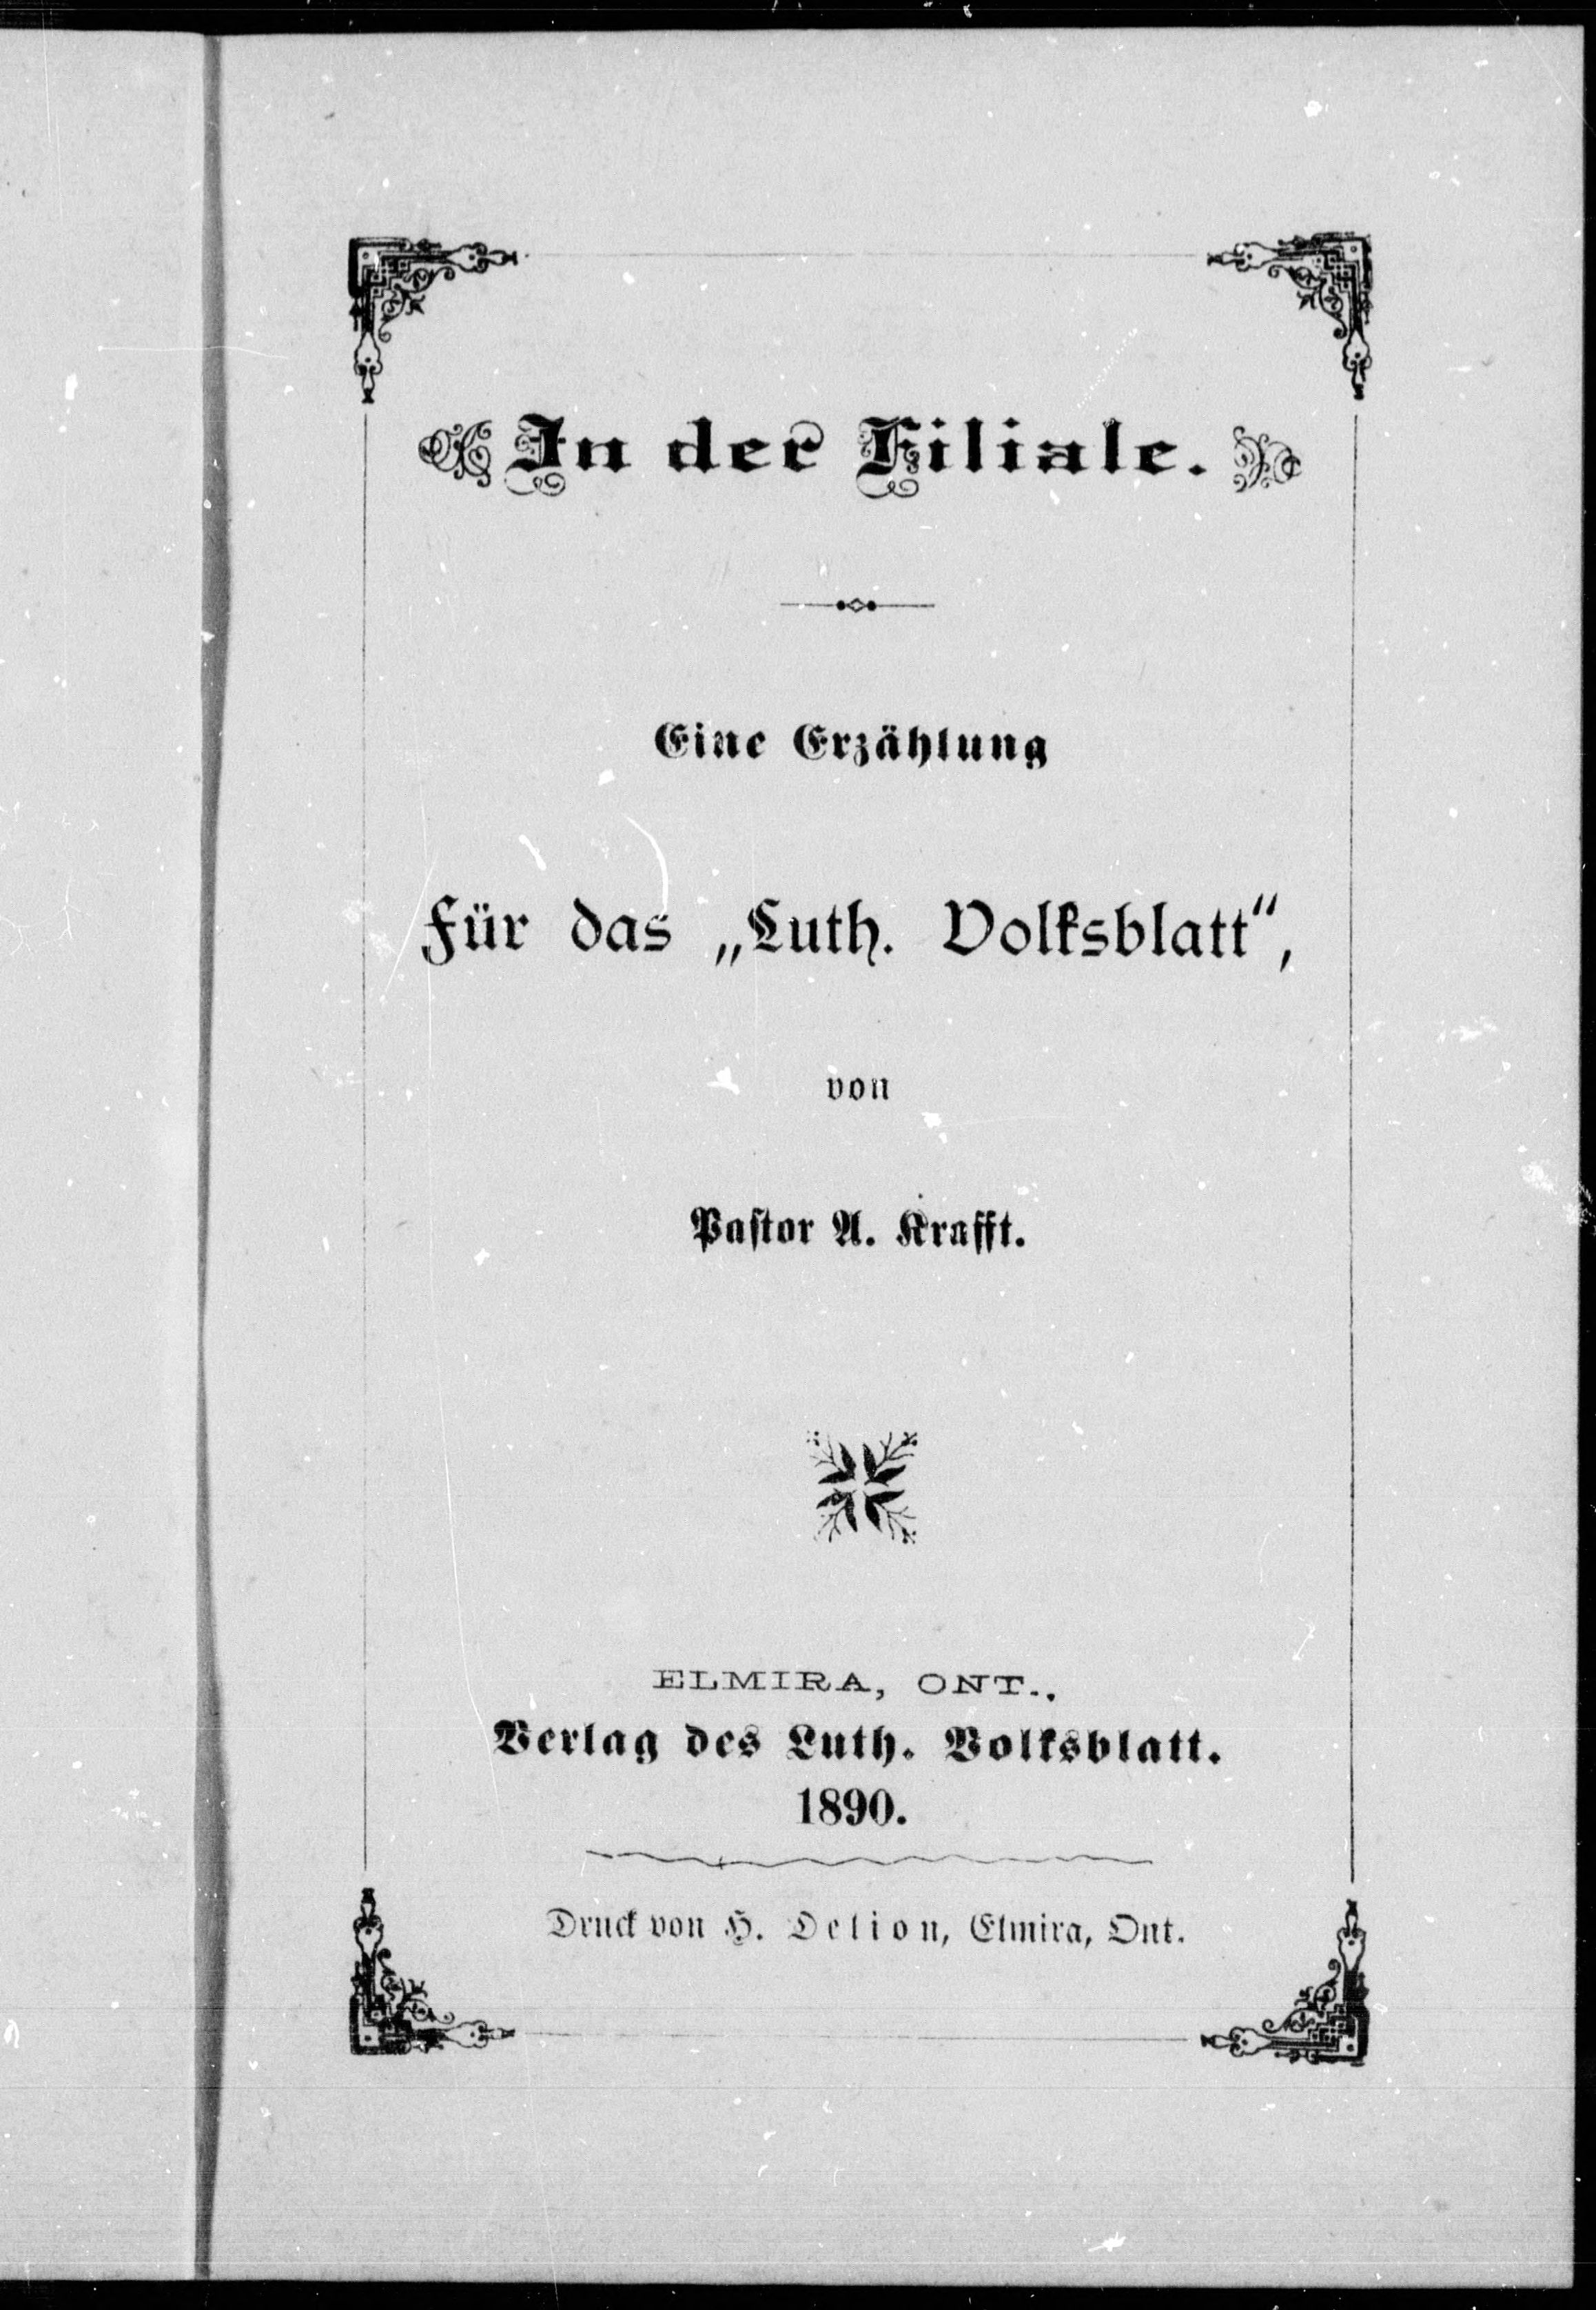 In der Filiale.
Eine Erzählung
Für das „Luth. Volksblatt“,
von
Paſtor A. Krafft.
ELMIRA, ONT.,
Verlag des Luth. Volksblatt.
1890.
Druck von H. Delion, Elmira, Ont.